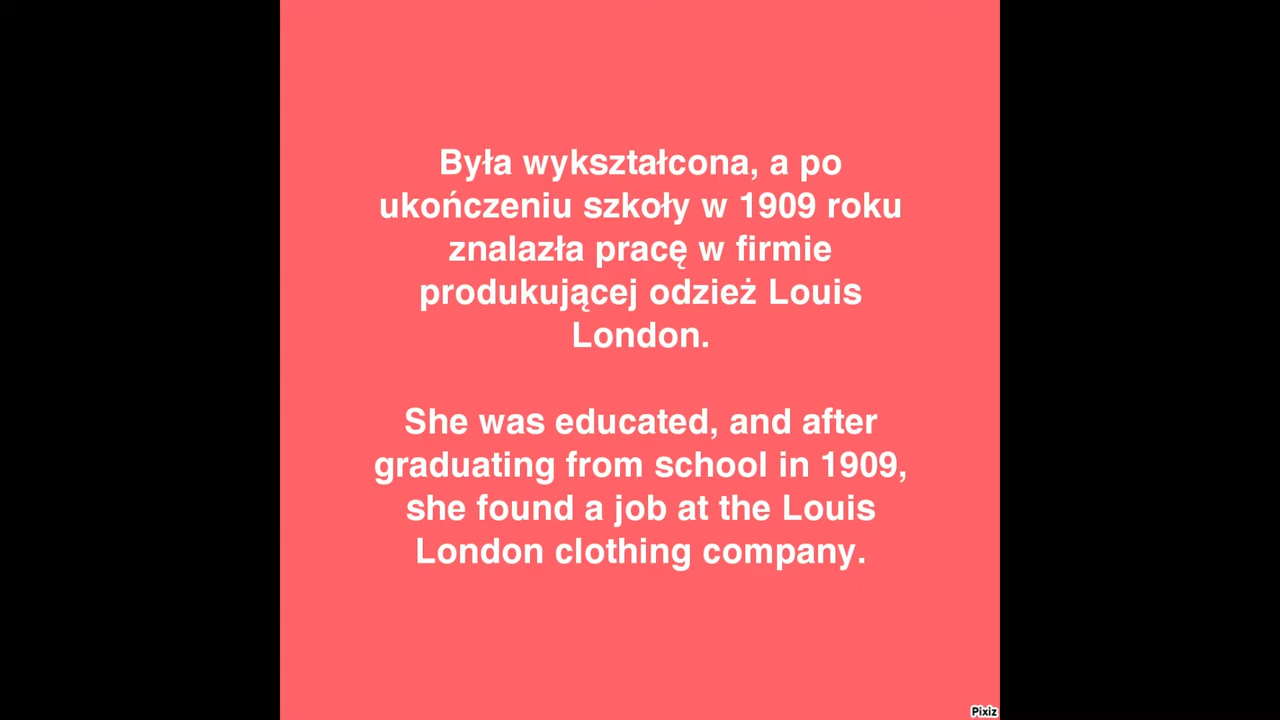 Była wykształcona, a po
ukończeniu szkoły w 1909 roku
znalazła pracę w firmie
produkującej odzież Louis
London.
She was educated, and after
graduating from school in 1909,
she found a job at the Louis
London clothing company.
Pixiz